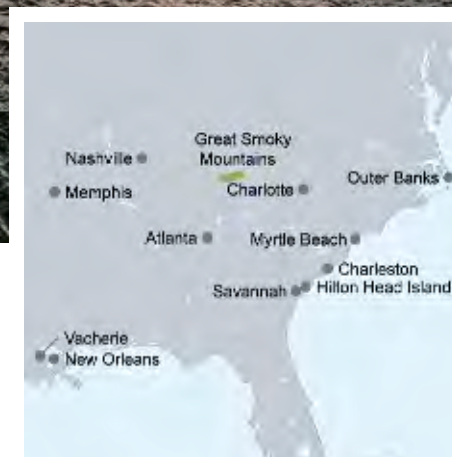 Great Smoky
Mountains
Nashville
Memphis
Charlotte
Outer Banks
Atlanta
Myrtle Beach
Charleston
Savannah
Hilton Head Island
Vacherie
New Orleans